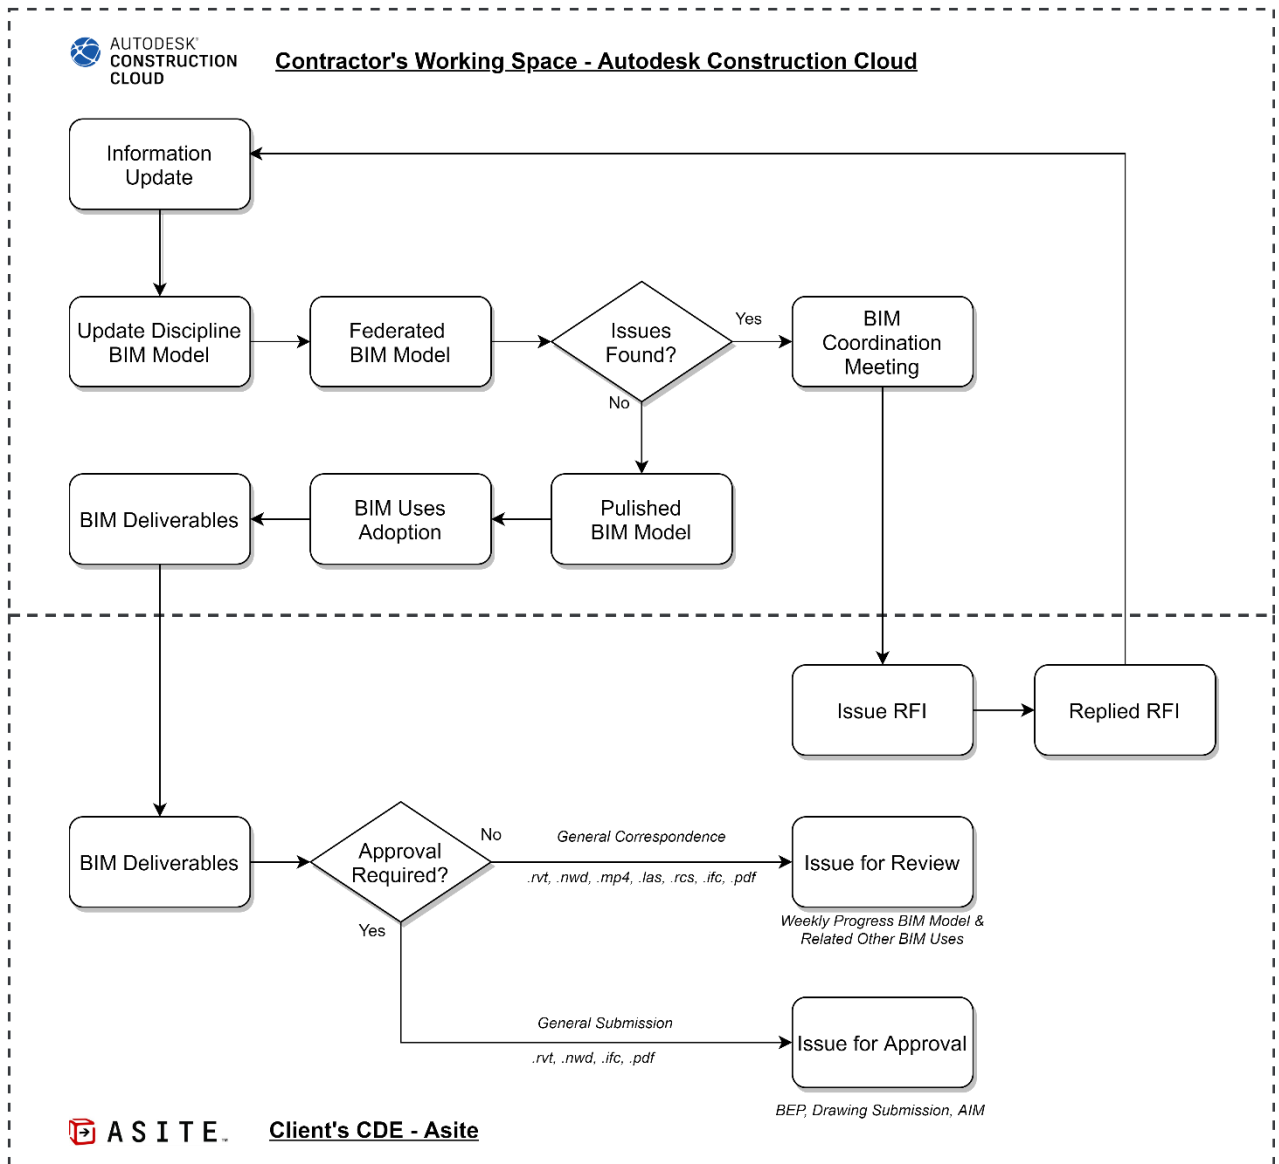 AUTODESK®
CONSTRUCTION
CLOUD
Contractor's Working Space - Autodesk Construction Cloud
Information
Update
Update Discipline
BIM Model
Federated
BIM Model
Issues
Found?
Yes
No
BIM
Coordination
Meeting
BIM Deliverables
BIM Uses
Adoption
Pulished
BIM Model
Issue RFI
Replied RFI
BIM Deliverables
Approval
Required?
No
Yes
General Correspondence
.rvt, .nwd, .mp4, .las, .rcs, .ifc, .pdf
Issue for Review
Weekly Progress BIM Model &
Related Other BIM Uses
General Submission
.rvt, .nwd, .ifc, .pdf
Issue for Approval
BEP, Drawing Submission, AIM
ASITE™
Client's CDE - Asite